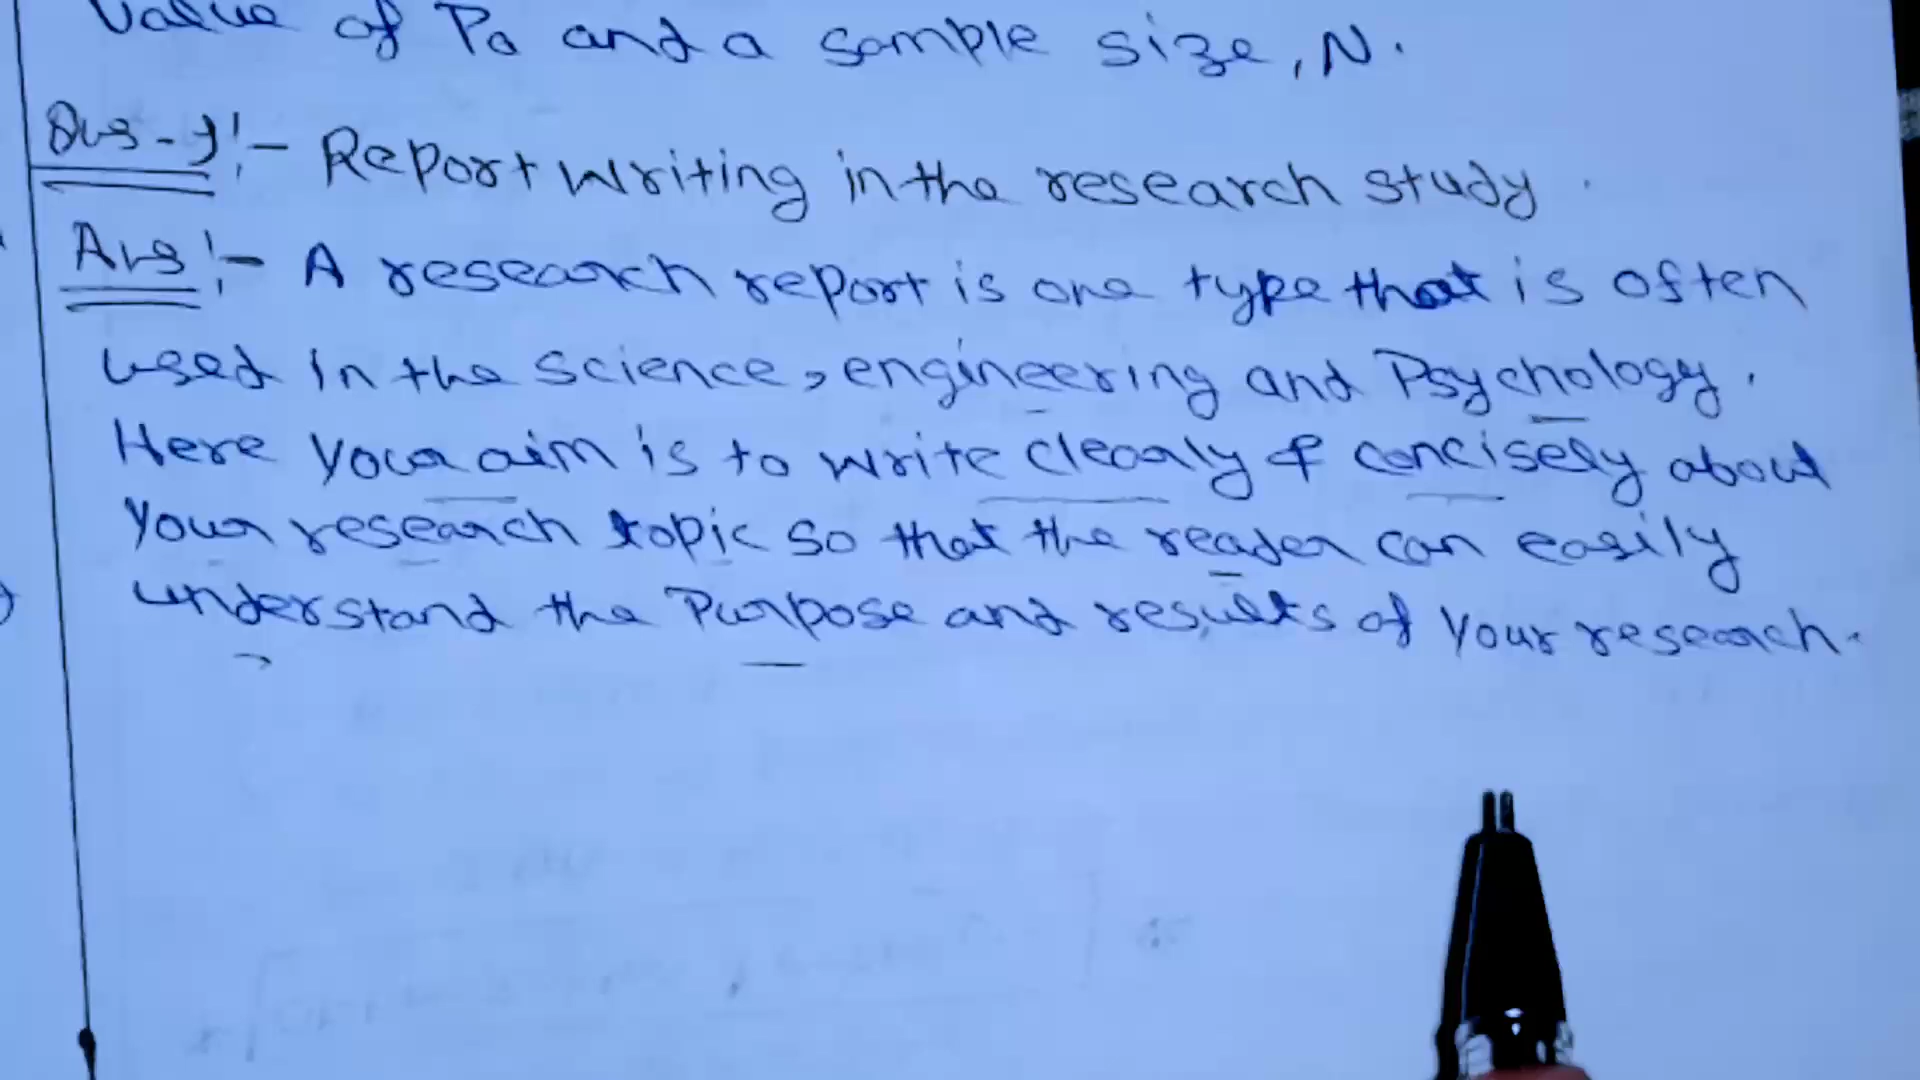 Value of Po and a sample size, N.
Qus-y:- Report writing in the research study.
Ans:- A research report is one type that is often
used in the science, engineering and Psychology.
Here your aim is to write clearly & concisely about
your research topic so that the reader can easily
understand the Purpose and results of your research.